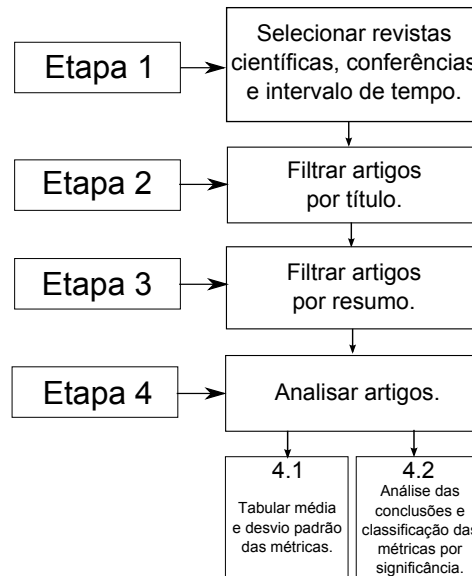 Etapa 1
Selecionar revistas
científicas, conferências
e intervalo de tempo.
Etapa 2
Filtrar artigos
por título.
Etapa 3
Filtrar artigos
por resumo.
Etapa 4
Analisar artigos.
4.1
Tabular média
e desvio padrão
das métricas.
4.2
Análise das
conclusões e
classificação das
métricas por
significância.